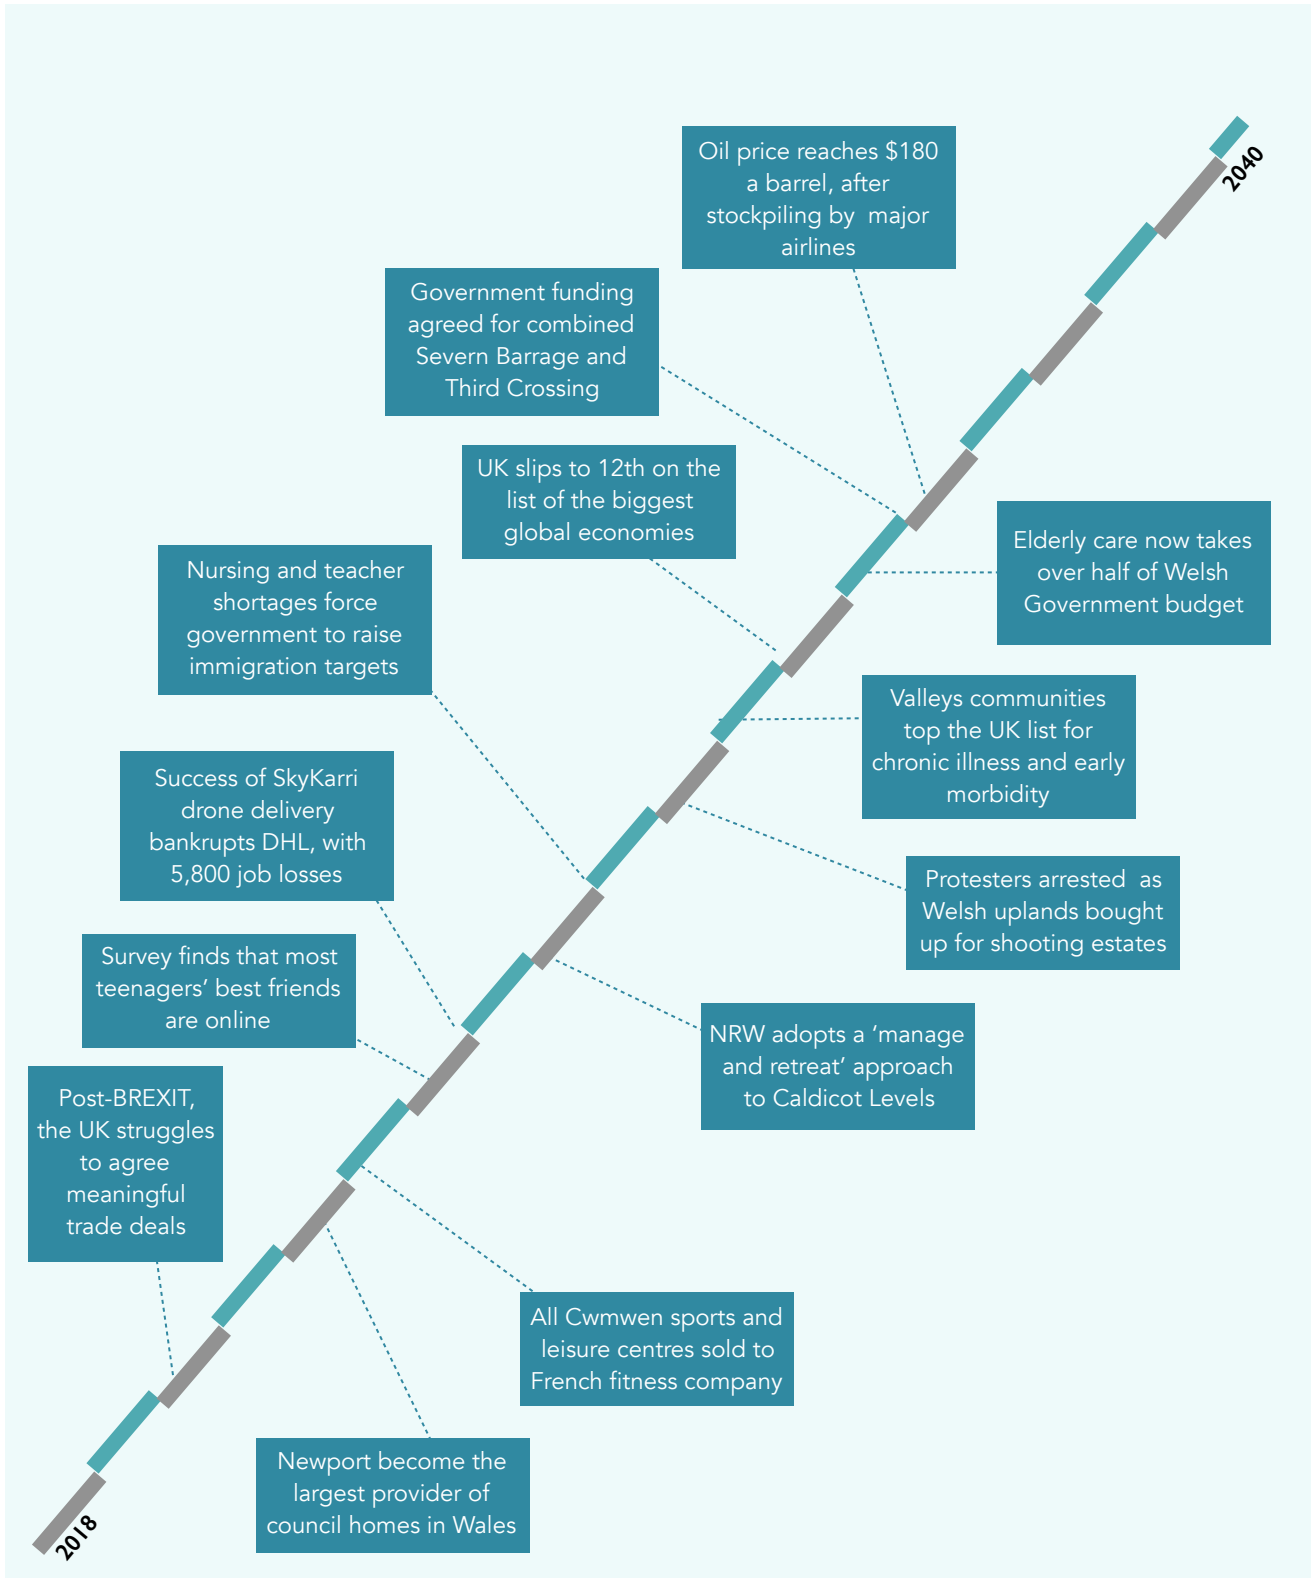 2040
Oil price reaches $180
a barrel, after
stockpiling by  major
airlines
Government funding
agreed for combined
Severn Barrage and
Third Crossing
UK slips to 12th on the
list of the biggest
global economies
Elderly care now takes
over half of Welsh
Government budget
Nursing and teacher
shortages force
government to raise
immigration targets
Valleys communities
top the UK list for
chronic illness and early
morbidity
Success of SkyKarri
drone delivery
bankrupts DHL, with
5,800 job losses
Protesters arrested  as
Welsh uplands bought
up for shooting estates
Survey finds that most
teenagers’ best friends
are online
NRW adopts a ‘manage
and retreat’ approach
to Caldicot Levels
Post-BREXIT,
the UK struggles
to agree
meaningful
trade deals
All Cwmwen sports and
leisure centres sold to
French fitness company
Newport become the
largest provider of
council homes in Wales
2018